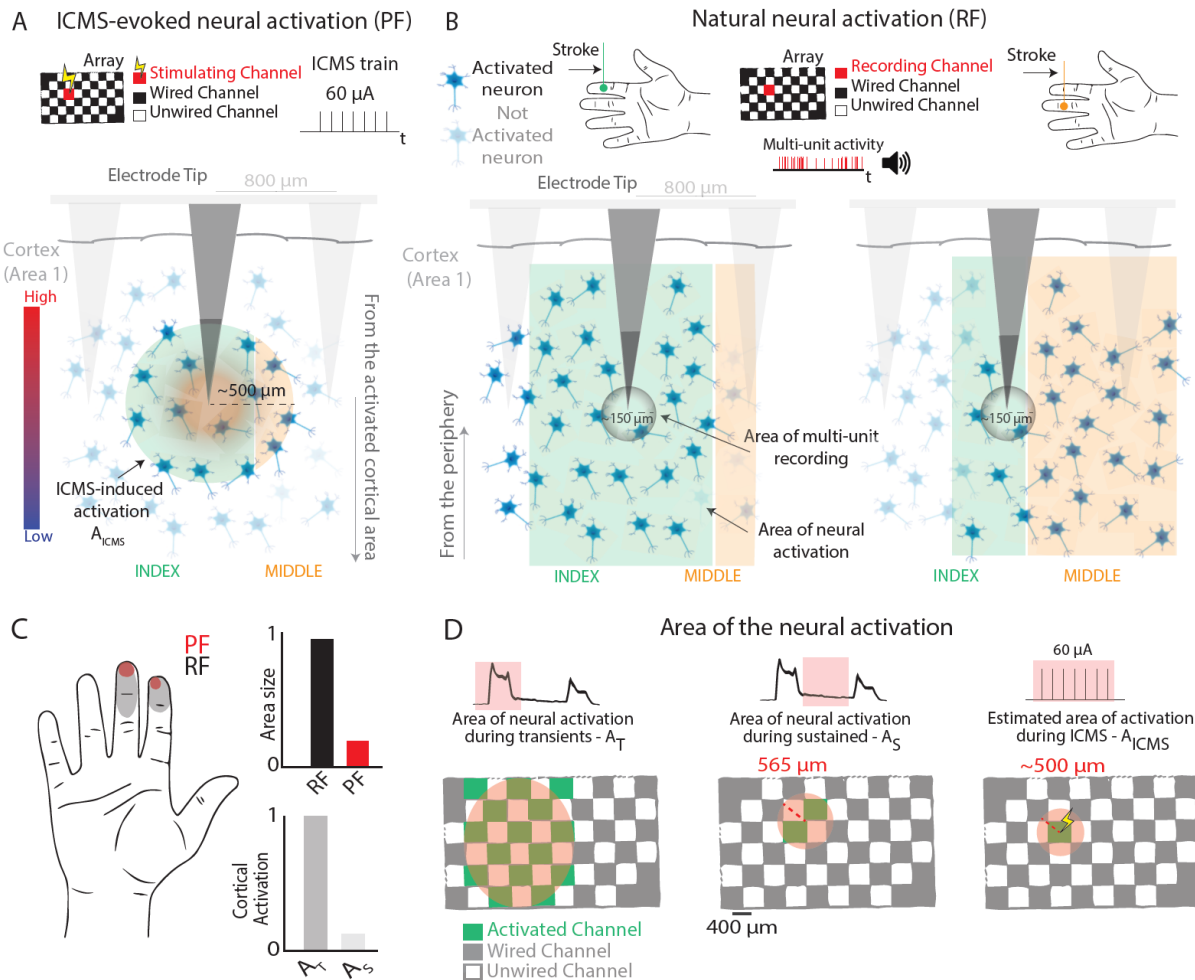 A
ICMS-evoked neural activation (PF)
Array
Stimulating Channel
Wired Channel
Unwired Channel
ICMS train
60 µA
t
Electrode Tip
800 µm
Cortex
(Area 1)
High
Low
~500 µm
ICMS-induced
activation
A_ICMS
From the activated cortical area
INDEX
MIDDLE
B
Natural neural activation (RF)
Activated
neuron
Not
Activated
neuron
Stroke
Array
Recording Channel
Wired Channel
Unwired Channel
Multi-unit activity
t
Stroke
Electrode Tip
800 µm
Cortex
(Area 1)
From the periphery
~150 µm
Area of multi-unit
recording
Area of neural
activation
INDEX
MIDDLE
~150 µm
INDEX
MIDDLE
C
PF
RF
1
Area size
0
RF
PF
1
Cortical
Activation
0
A_T
A_S
D
Area of the neural activation
Area of neural activation
during transients - A_T
Area of neural activation
during sustained - A_S
565 µm
60 µA
Estimated area of activation
during ICMS - A_ICMS
~500 µm
400 µm
Activated Channel
Wired Channel
Unwired Channel